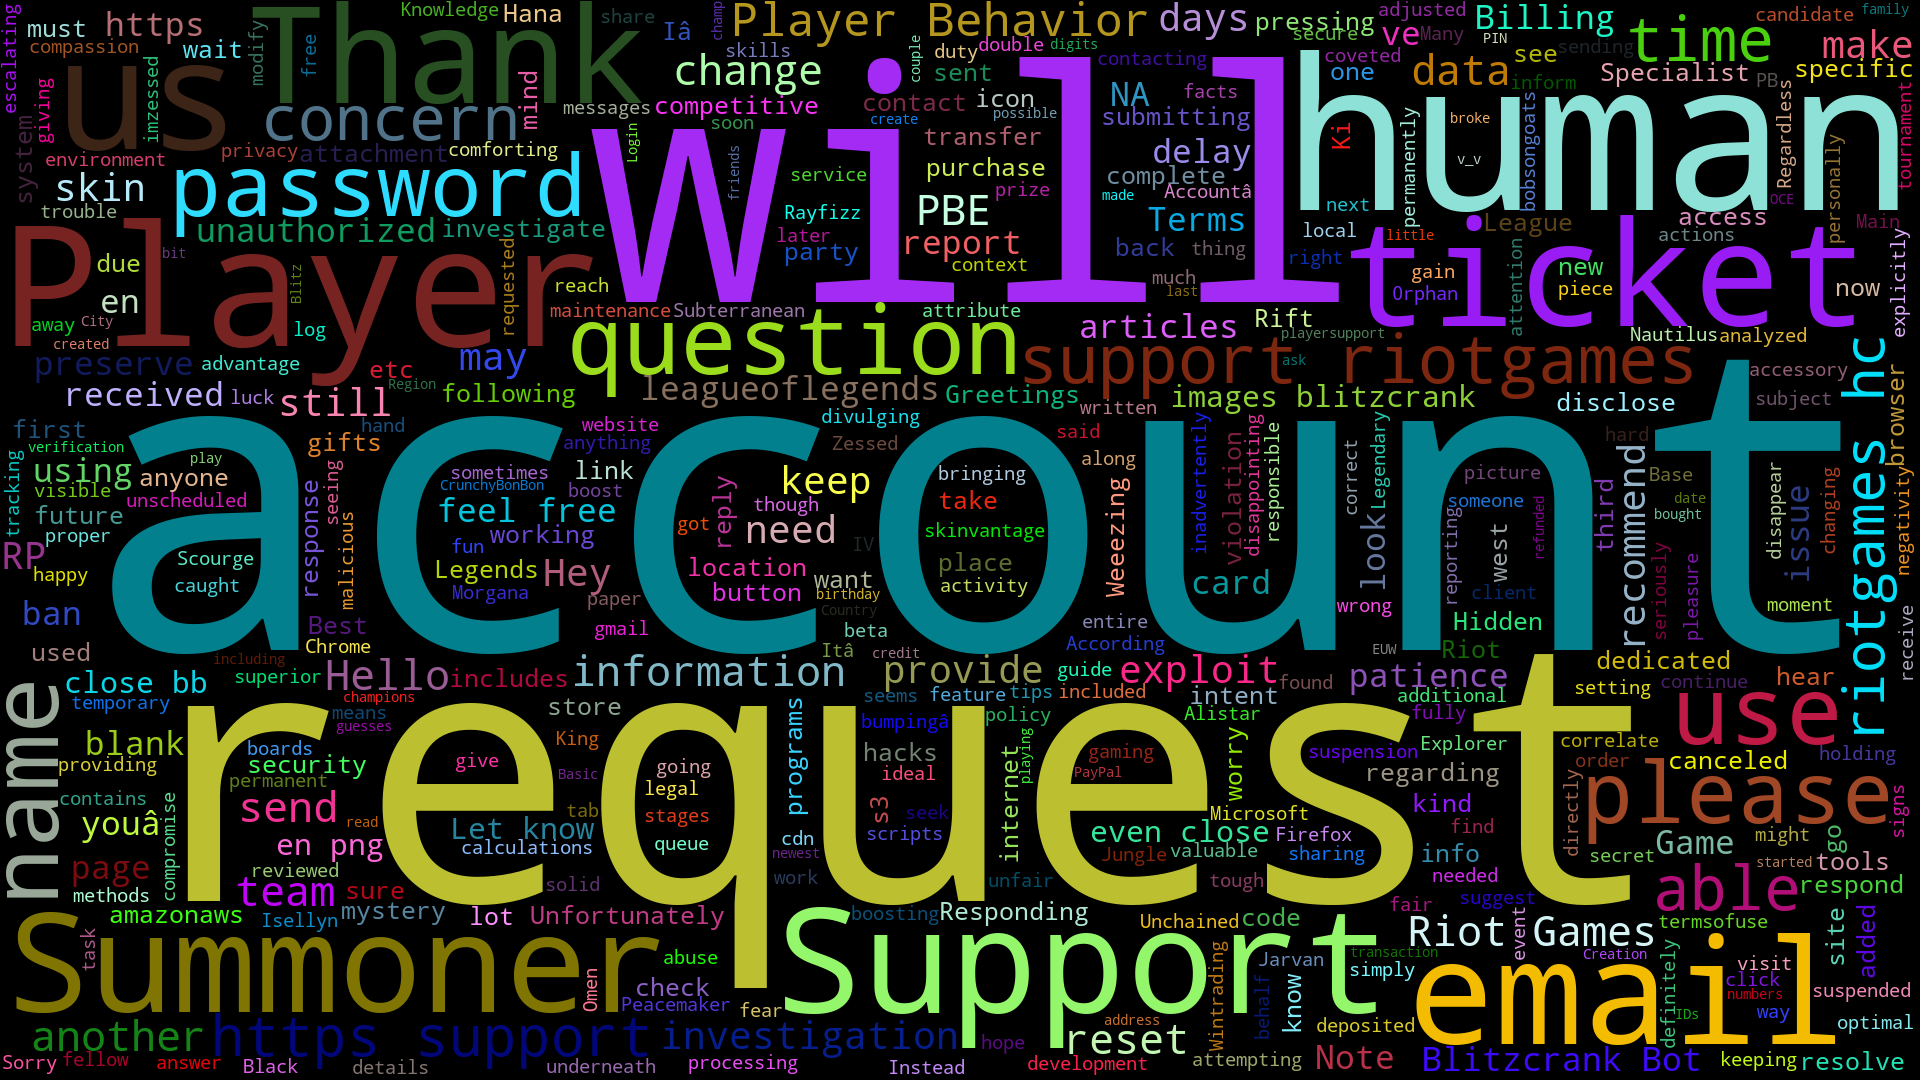 escalating
must
https
compassion
wait
Thank
modify
free
Knowledge
Hana
share
Iâ
champ
Player Behavior
days
pressing
adjusted
Many
Billing
candidate
family
time
make
us
concern
mind
skills
duty
double
digits
couple
secure
coveted
PIN
see
sending
ve
one
data
inform
Specialist
PB
specific
giving
imzessed
system
change
sent
contacting
messages
competitive
contact
icon
NA
facts
submitting
possible
create
soon
Login
transfer
delay
Ki
broke
v_v
human
permanently
bobsongoats
Regardless
personally
tournament
environment
privacy
attachment
comforting
skin
password
will
friends
service
purchase
complete
prize
PBE
made
Accountâ
next
OCE
trouble
unauthorized
investigate
Rayfizz
later
report
Terms
local
League
access
Main
Player
due
bit
requested
party
back
thing
right
little
ticket
actions
explicitly
en
Blitz
reach
context
much
last
gain
Orphan
attention
new
piece
now
away
City
created
log
maintenance
Subterranean
attribute
Rift
articles
playersupport
Nautilus
analyzed
preserve
advantage
etc
may
question
support riotgames
ask
accessory
received
luck
Region
still
following
leagueoflegends
Greetings
images blitzcrank
disclose
subject
riotgames hc
browser
negativity
first
hand
website
divulging
written
verification
play
gifts
anything
Zessed
said
hard
using
anyone
sometimes
link
keep
bringing
along
inadvertently
disappointing
responsible
violation
correct
Legendary
picture
Base
tracking
visible
unscheduled
response
seeing
malicious
CrunchyBonBon
boost
though
take
Weeezing
look
someone
date
bought
disappear
changing
future
proper
feel free
reply
need
skinvantage
reporting
west
refunded
third
recommend
issue
account
RP
Scourge
fun
working
got
IV
happy
caught
Legends
Hey
location
want
place
activity
card
client
seriously
pleasure
moment
ban
Morgana
paper
button
birthday
Country
wrong
Hidden
receive
Best
gmail
beta
entire
used
Chrome
Itâ
According
EUW
Riot
including
credit
dedicated
superior
Hello
includes
information
provide
guide
exploit
patience
setting
continue
hear
close bb
temporary
champions
means
guesses
store
seems
feature
tips
included
intent
found
additional
fully
use
name
blank
boards
King
bumpingâ
policy
Alistar
providing
security
permanent
give
Basic
going
legal
programs
hacks
ideal
playing
internet
gaming
PayPal
worry
suspension
Explorer
regarding
correlate
order
canceled
holding
request
contains
youâ
compromise
send
read
tab
stages
s3
seek
Microsoft
kind
directly
please
signs
Let know
calculations
queue
cdn
newest
scripts
even close
Firefox
find
Game
might
go
reviewed
en png
Jungle
valuable
sharing
info
secret
started
tools
page
methods
team
sure
solid
work
unfair
tough
needed
suggest
able
respond
amazonaws
Isellyn
mystery
lot
Unfortunately
boosting
Responding
Unchained
code
fair
event
termsofuse
site
added
task
Summoner
Omen
abuse
Support
Wintrading
Jarvan
Riot Games
transaction
simply
Creation
visit
click
numbers
suspended
check
Peacemaker
fear
behalf
know
email
definitely
IDs
way
optimal
another
https support
investigation
hope
address
reset
deposited
Sorry
fellow
answer
Black
details
underneath
processing
Instead
development
attempting
Note
Blitzcrank Bot
keeping
resolve